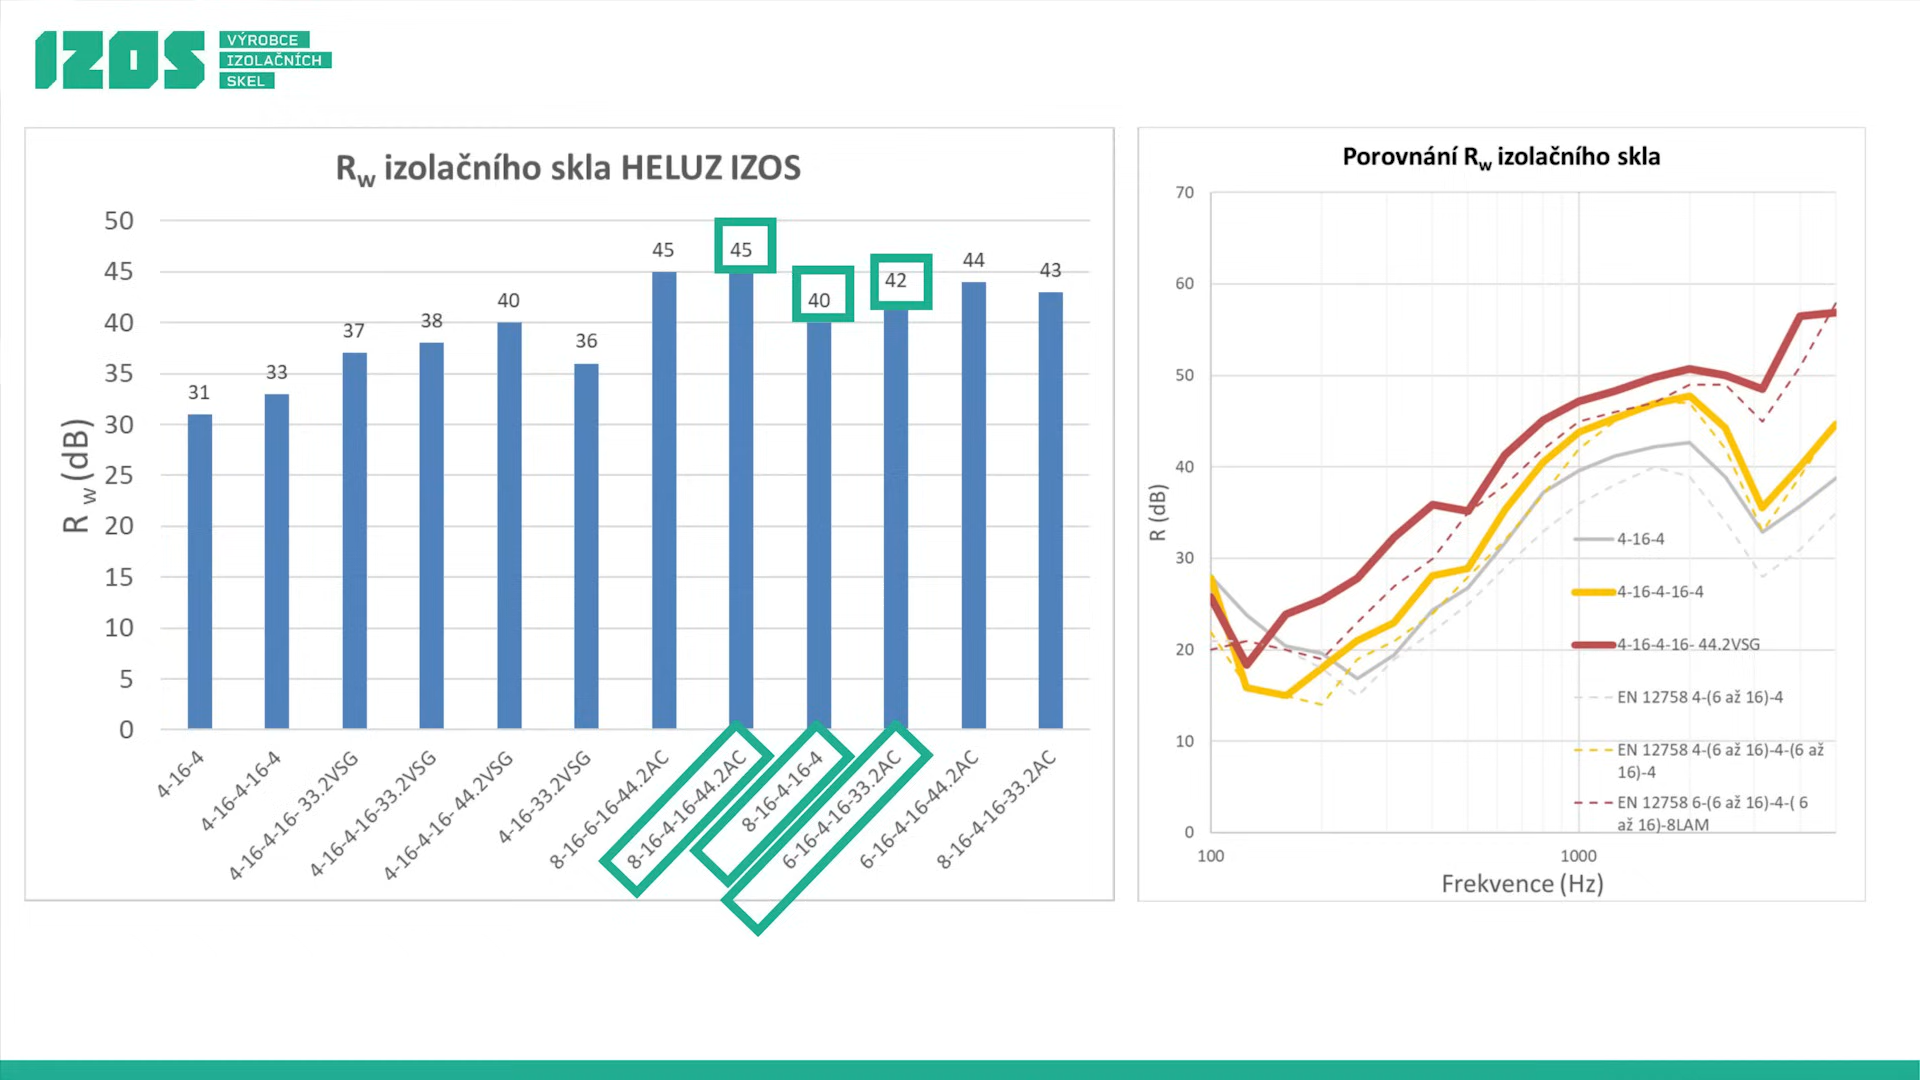 IZOS
VÝROBCE
IZOLAČNÍCH
SKEL
Rw izolačního skla HELUZ IZOS
Rw (dB)
50
45
40
35
30
25
20
15
10
5
0
31
33
37
38
40
36
45
45
40
42
44
43
4-16-4
4-16-4-16-4
4-16-4-16- 33.2VSG
4-16-4-16-33.2VSG
4-16-4-16- 44.2VSG
4-16-33.2VSG
8-16-6-16-44.2AC
8-16-4-16-44.2AC
8-16-4-16-4
6-16-4-16-33.2AC
6-16-4-16-44.2AC
8-16-4-16-33.2AC
Porovnání Rw izolačního skla
R (dB)
70
60
50
40
30
20
10
0
100
1000
Frekvence (Hz)
4-16-4
4-16-4-16-4
4-16-4-16- 44.2VSG
EN 12758 4-(6 až 16)-4
EN 12758 4-(6 až 16)-4-(6 až
16)-4
EN 12758 6-(6 až 16)-4-( 6
až 16)-8LAM